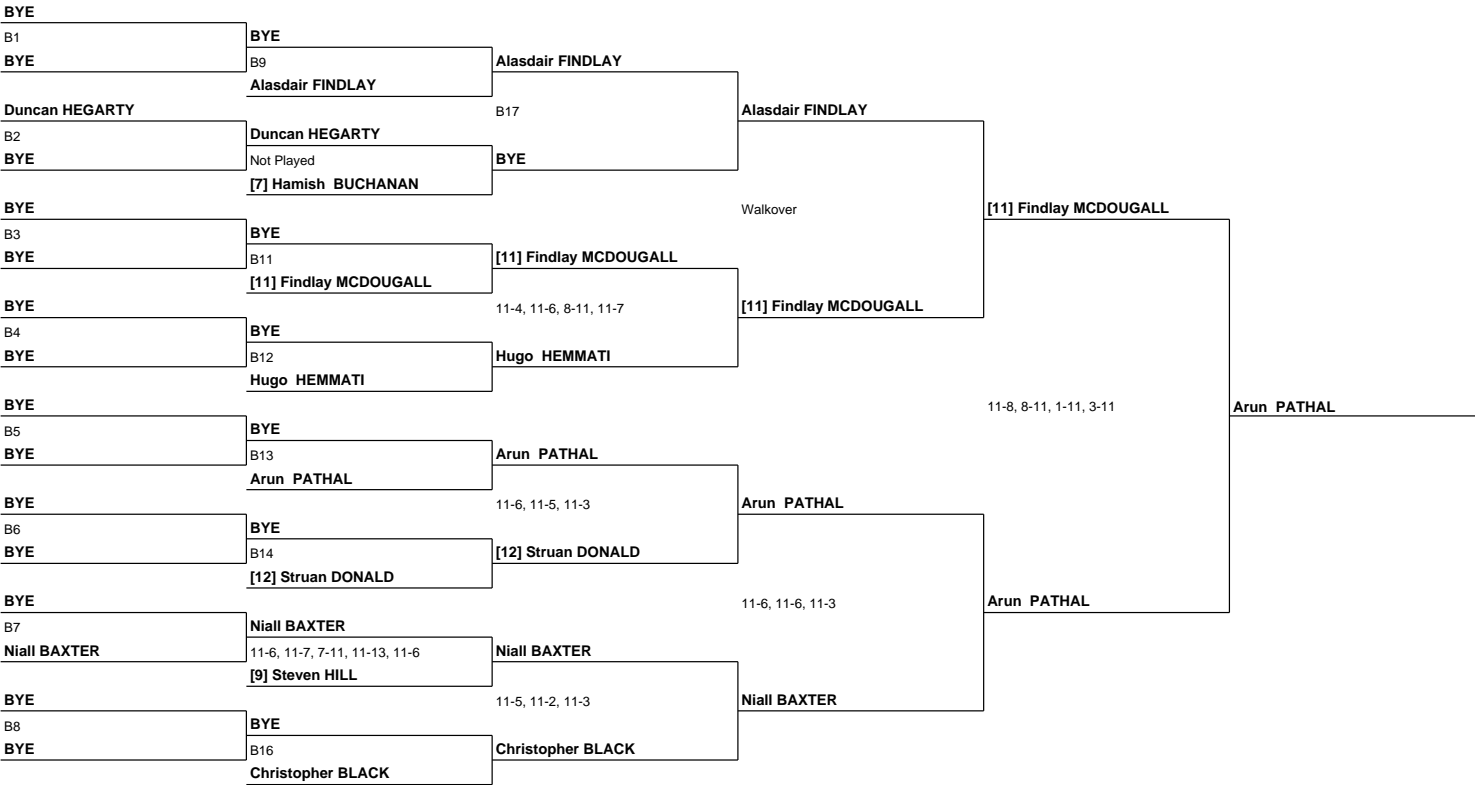 BYE
B1
BYE
BYE
B9
Alasdair FINDLAY
Alasdair FINDLAY
Duncan HEGARTY
B17
Alasdair FINDLAY
B2
Duncan HEGARTY
BYE
Not Played
BYE
[7] Hamish BUCHANAN
BYE
Walkover
[11] Findlay MCDOUGALL
B3
BYE
BYE
B11
[11] Findlay MCDOUGALL
[11] Findlay MCDOUGALL
BYE
11-4, 11-6, 8-11, 11-7
[11] Findlay MCDOUGALL
B4
BYE
BYE
B12
Hugo HEMMATI
Hugo HEMMATI
BYE
11-8, 8-11, 1-11, 3-11
Arun PATHAL
B5
BYE
BYE
B13
Arun PATHAL
Arun PATHAL
BYE
11-6, 11-5, 11-3
Arun PATHAL
B6
BYE
BYE
B14
[12] Struan DONALD
[12] Struan DONALD
BYE
11-6, 11-6, 11-3
Arun PATHAL
B7
Niall BAXTER
Niall BAXTER
11-6, 11-7, 7-11, 11-13, 11-6
Niall BAXTER
[9] Steven HILL
BYE
11-5, 11-2, 11-3
Niall BAXTER
B8
BYE
BYE
B16
Christopher BLACK
Christopher BLACK